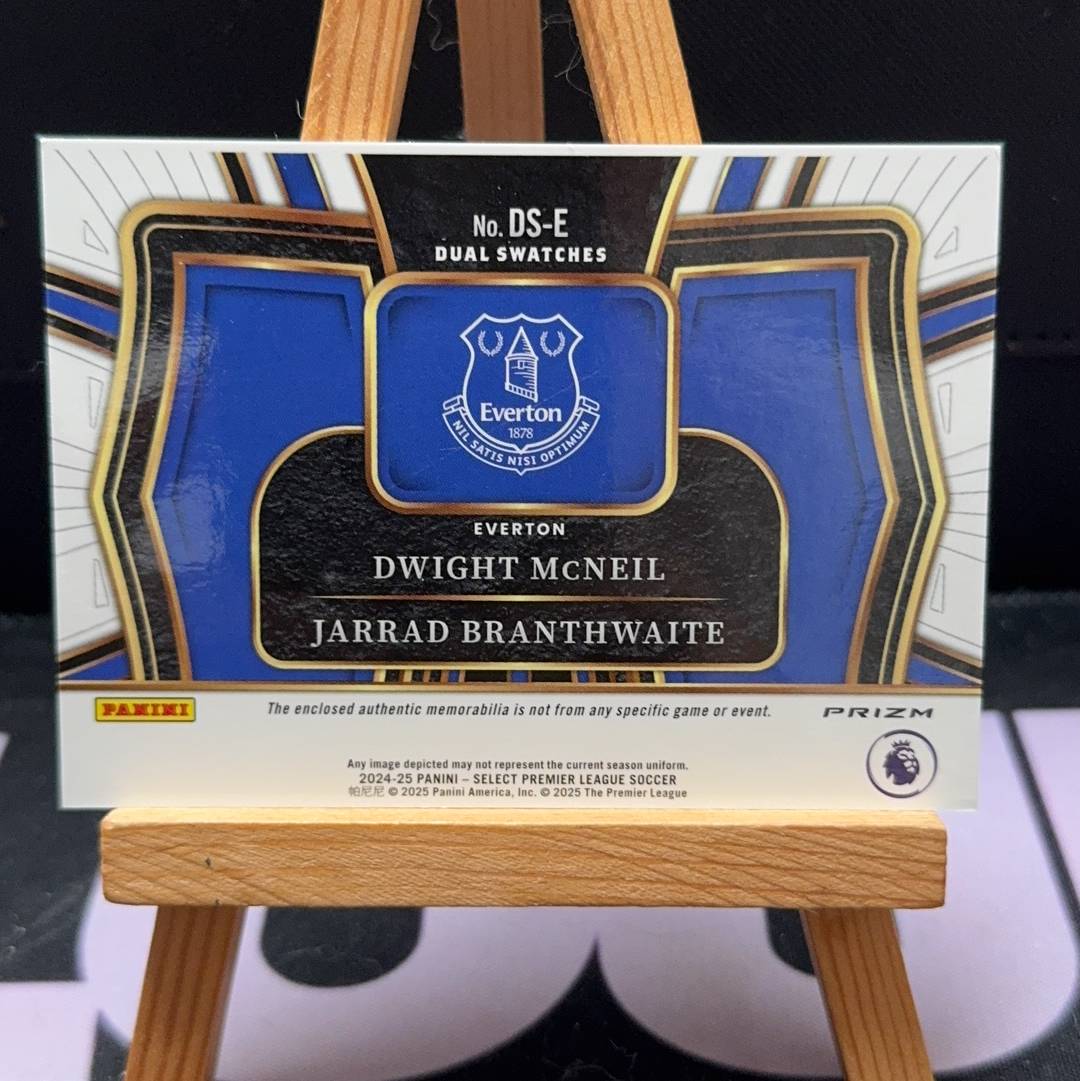 No. DS-E
DUAL SWATCHES
Everton
1878
NIL SATIS NISI OPTIMUM
EVERTON
DWIGHT McNEIL
JARRAD BRANTHWAITE
PANINI
The enclosed authentic memorabilia is not from any specific game or event.
PRIZM
Any image depicted may not represent the current season uniform.
2024-25 PANINI – SELECT PREMIER LEAGUE SOCCER
帕尼尼 © 2025 Panini America, Inc. © 2025 The Premier League